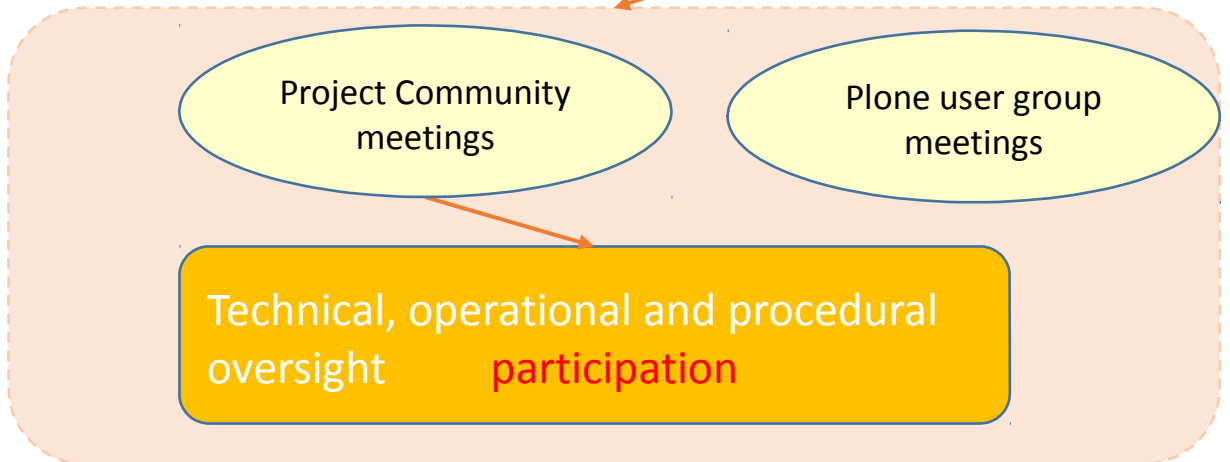 Project Community
meetings
Plone user group
meetings
Technical, operational and procedural
oversight participation